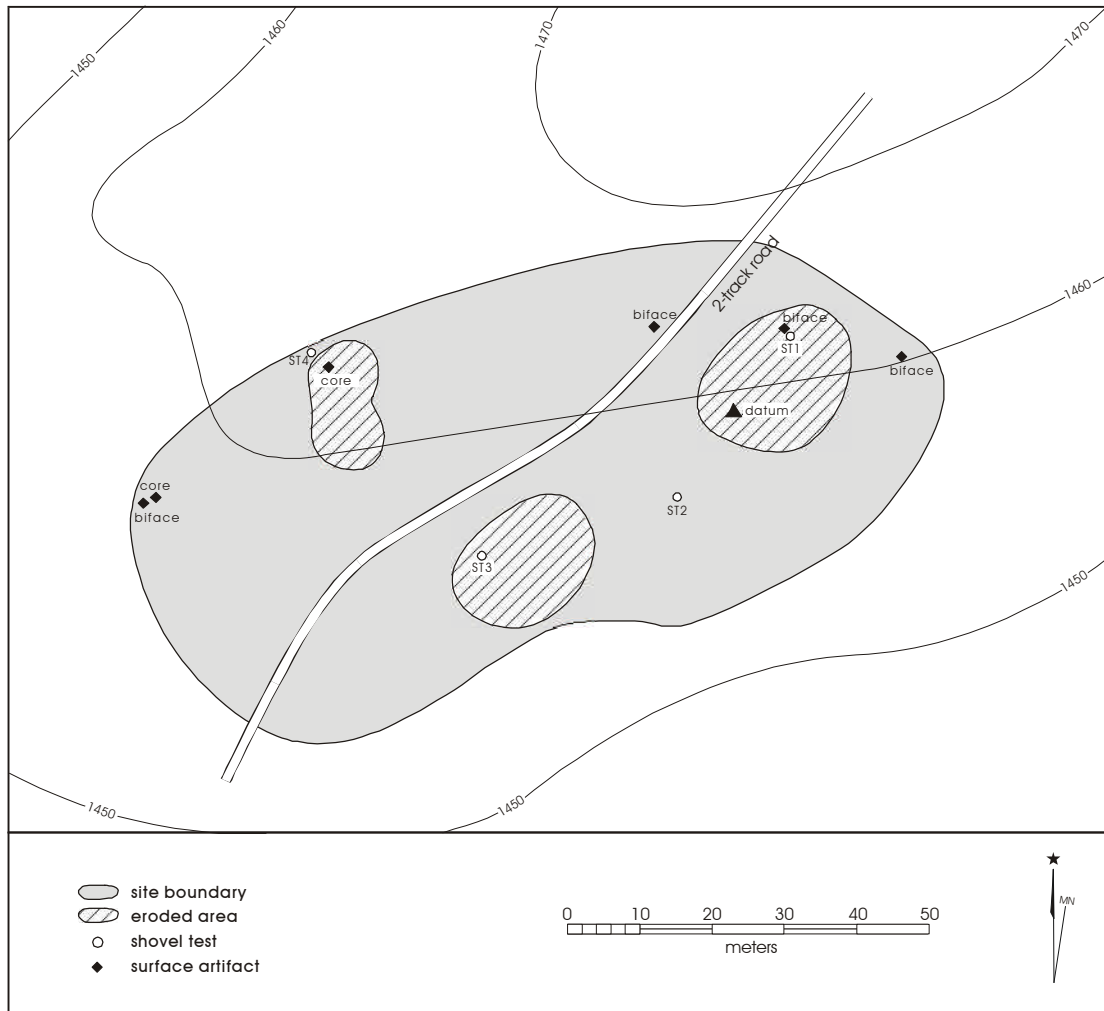 1450
1460
1470
1470
2-track road
1460
biface
biface
ST1
biface
ST4
core
datum
core
biface
ST2
ST3
1450
1450
1450
site boundary
eroded area
shovel test
surface artifact
0 10 20 30 40 50
meters
MN